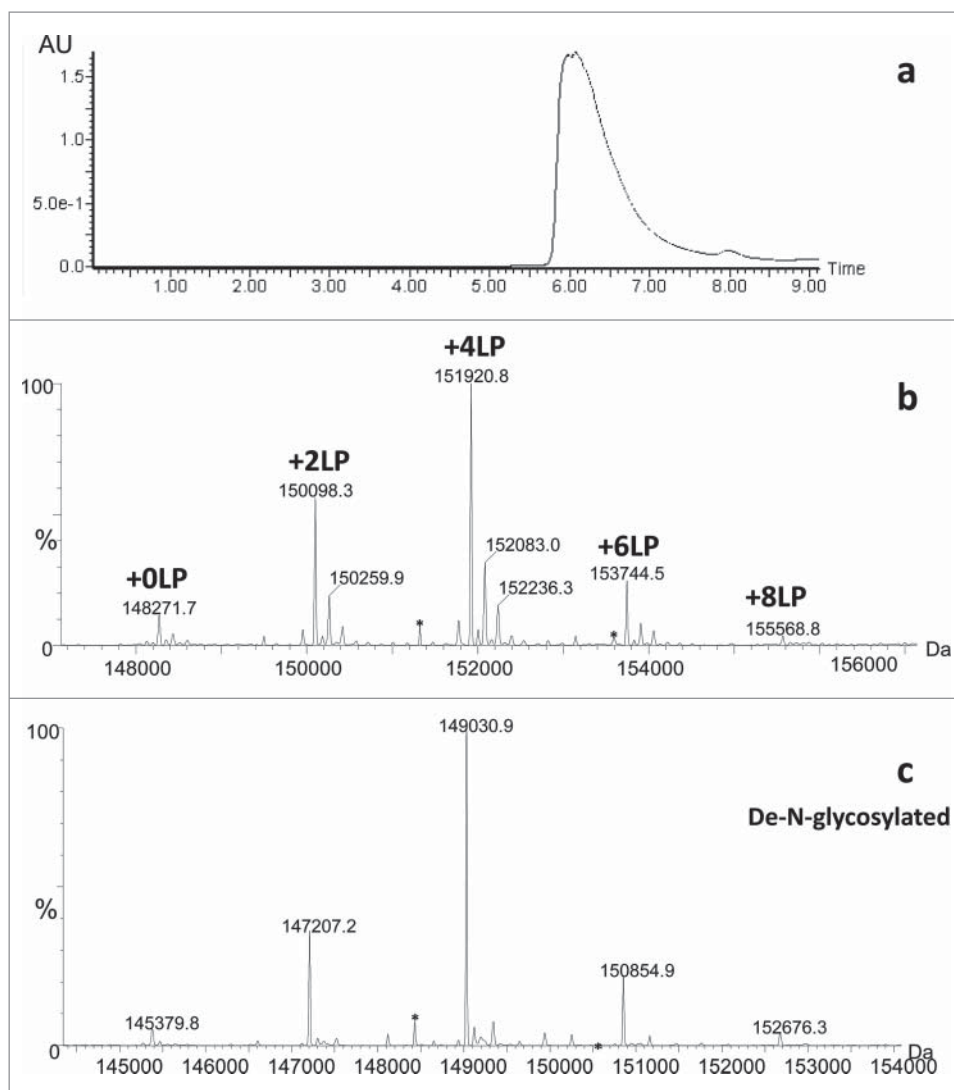 AU
a
1.5
1.0
5.0e-1
0.0
1.00 2.00 3.00 4.00 5.00 6.00 7.00 8.00 9.00
Time
+4LP
100
151920.8
b
+2LP
150098.3
%
+6LP
152083.0
153744.5
+0LP
150259.9
152236.3
+8LP
148271.7
*
*
155568.8
0
148000 150000 152000 154000 156000 Da
100
149030.9
c
De-N-glycosylated
%
147207.2
150854.9
145379.8
*
*
152676.3
0
145000 146000 147000 148000 149000 150000 151000 152000 153000 154000 Da